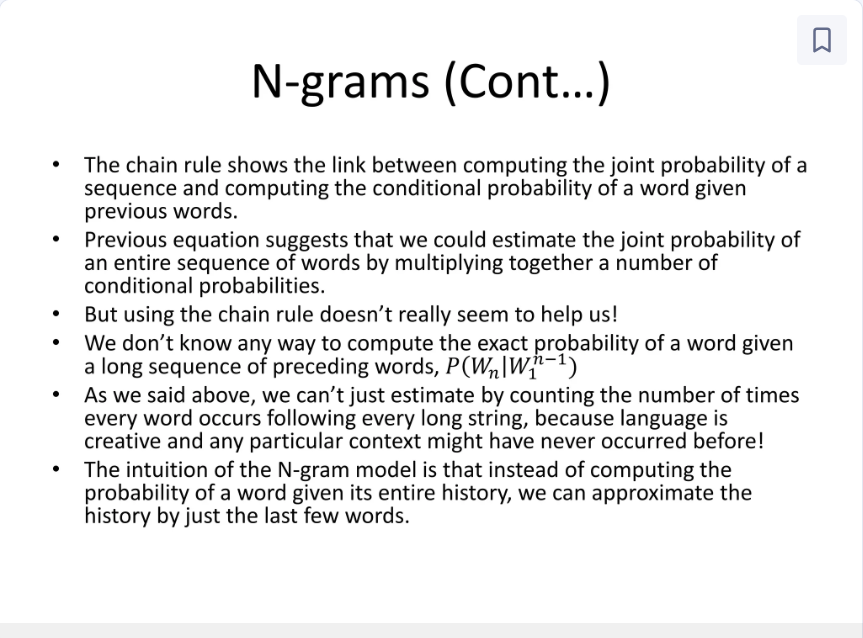 N-grams (Cont…)
• The chain rule shows the link between computing the joint probability of a
sequence and computing the conditional probability of a word given
previous words.
• Previous equation suggests that we could estimate the joint probability of
an entire sequence of words by multiplying together a number of
conditional probabilities.
• But using the chain rule doesn’t really seem to help us!
• We don’t know any way to compute the exact probability of a word given
a long sequence of preceding words, P(Wₙ|W₁ⁿ⁻¹)
• As we said above, we can’t just estimate by counting the number of times
every word occurs following every long string, because language is
creative and any particular context might have never occurred before!
• The intuition of the N-gram model is that instead of computing the
probability of a word given its entire history, we can approximate the
history by just the last few words.